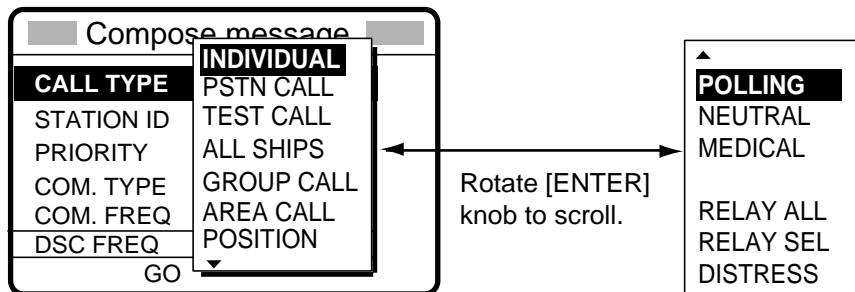 Compose message
CALL TYPE
STATION ID
PRIORITY
COM. TYPE
COM. FREQ
DSC FREQ
GO
INDIVIDUAL
PSTN CALL
TEST CALL
ALL SHIPS
GROUP CALL
AREA CALL
POSITION
Rotate [ENTER]
knob to scroll.
POLLING
NEUTRAL
MEDICAL
RELAY ALL
RELAY SEL
DISTRESS